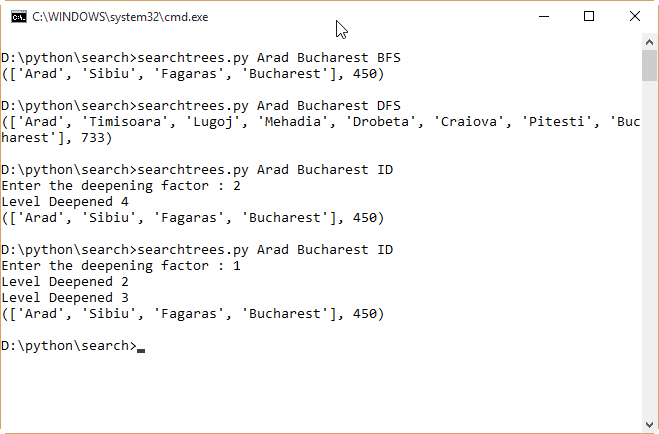 C:\WINDOWS\system32\cmd.exe
D:\python\search>searchtrees.py Arad Bucharest BFS
(['Arad', 'Sibiu', 'Fagaras', 'Bucharest'], 450)
D:\python\search>searchtrees.py Arad Bucharest DFS
(['Arad', 'Timisoara', 'Lugoj', 'Mehadia', 'Drobeta', 'Craiova', 'Pitesti', 'Buc
harest'], 733)
D:\python\search>searchtrees.py Arad Bucharest ID
Enter the deepening factor : 2
Level Deepened 4
(['Arad', 'Sibiu', 'Fagaras', 'Bucharest'], 450)
D:\python\search>searchtrees.py Arad Bucharest ID
Enter the deepening factor : 1
Level Deepened 2
Level Deepened 3
(['Arad', 'Sibiu', 'Fagaras', 'Bucharest'], 450)
D:\python\search>